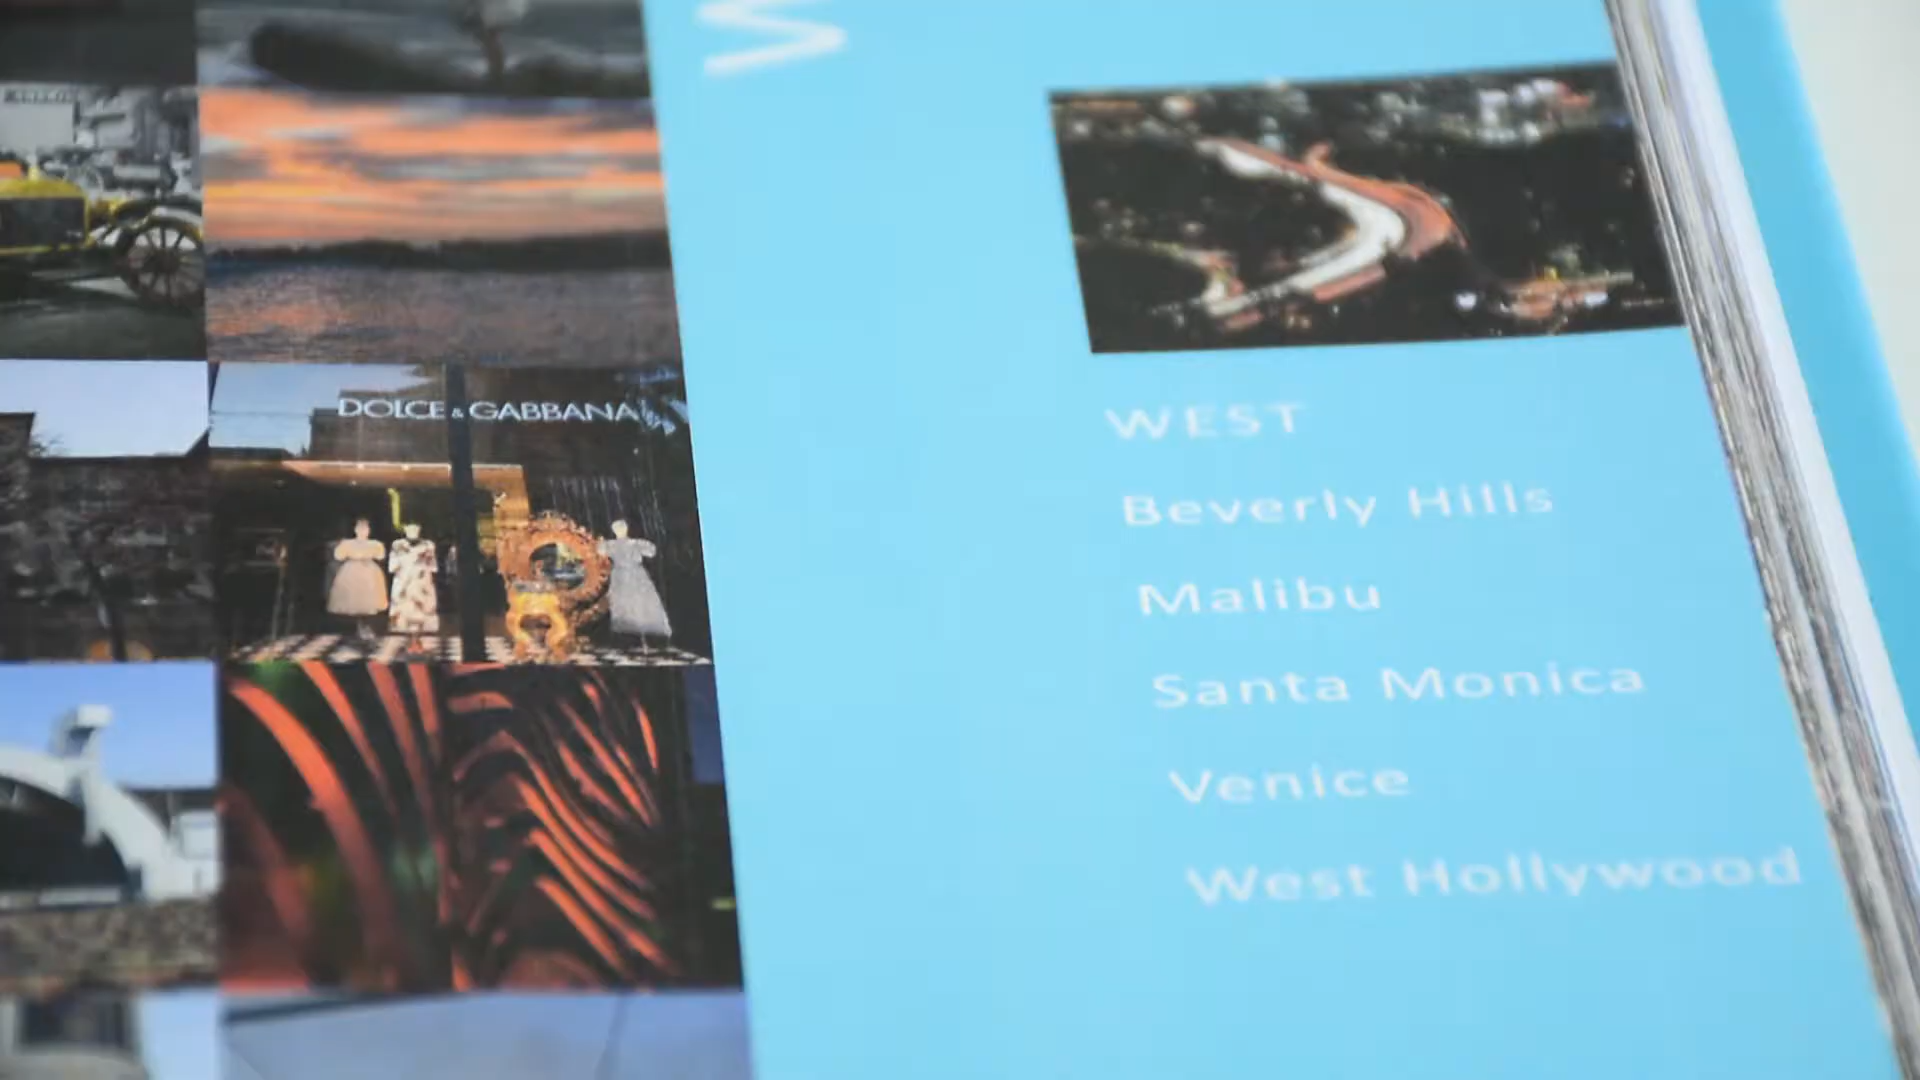 DOLCE & GABBANA
W
WEST
Beverly Hills
Malibu
Santa Monica
Venice
West Hollywood